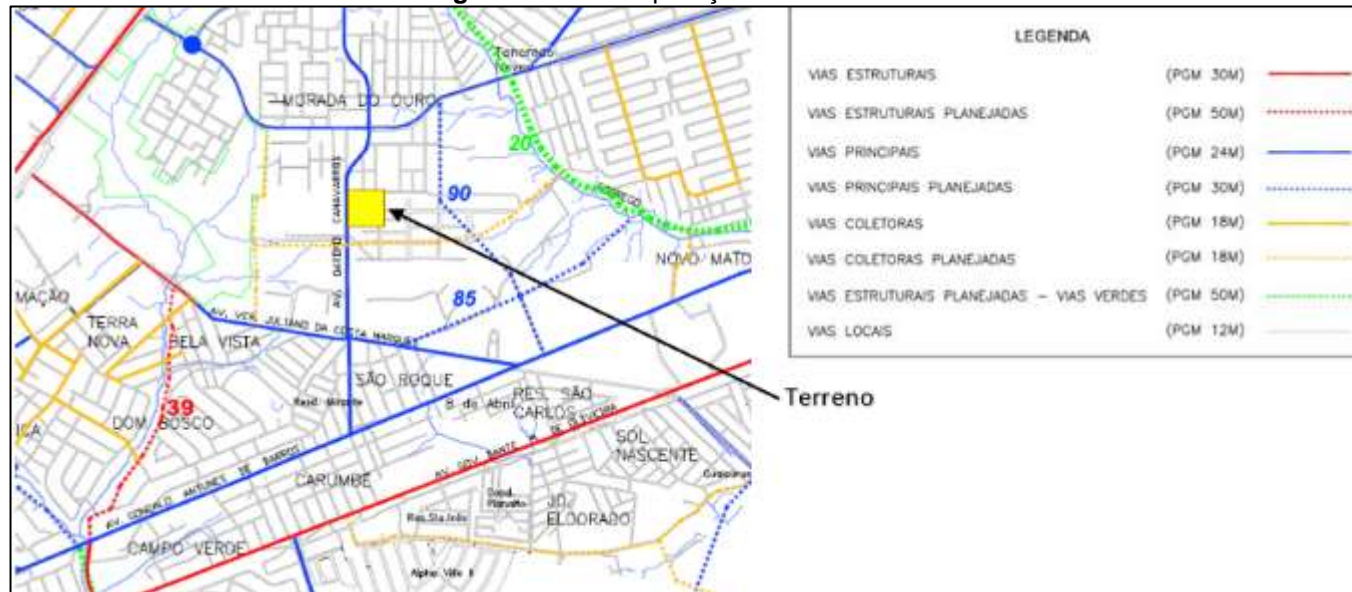 LEGENDA
VIAS ESTRUTURAIS (PGM 30M)
VIAS ESTRUTURAIS PLANEJADAS (PGM 50M)
VIAS PRINCIPAIS (PGM 24M)
VIAS PRINCIPAIS PLANEJADAS (PGM 30M)
VIAS COLETORAS (PGM 18M)
VIAS COLETORAS PLANEJADAS (PGM 18M)
VIAS ESTRUTURAIS PLANEJADAS – VIAS VERDES (PGM 50M)
VIAS LOCAIS (PGM 12M)
MORADA DO OURO
20
90
NOVO MATO
85
MAÇÃO
TERRA
NOVA
BELA VISTA
SÃO ROQUE
RES. SÃO
CARLOS
Terreno
39
DOM BOSCO
SOL
NASCENTE
AV. GONÇALO ANTUNES DE BARROS
CARUMBÉ
JD.
ELDORADO
CAMPO VERDE